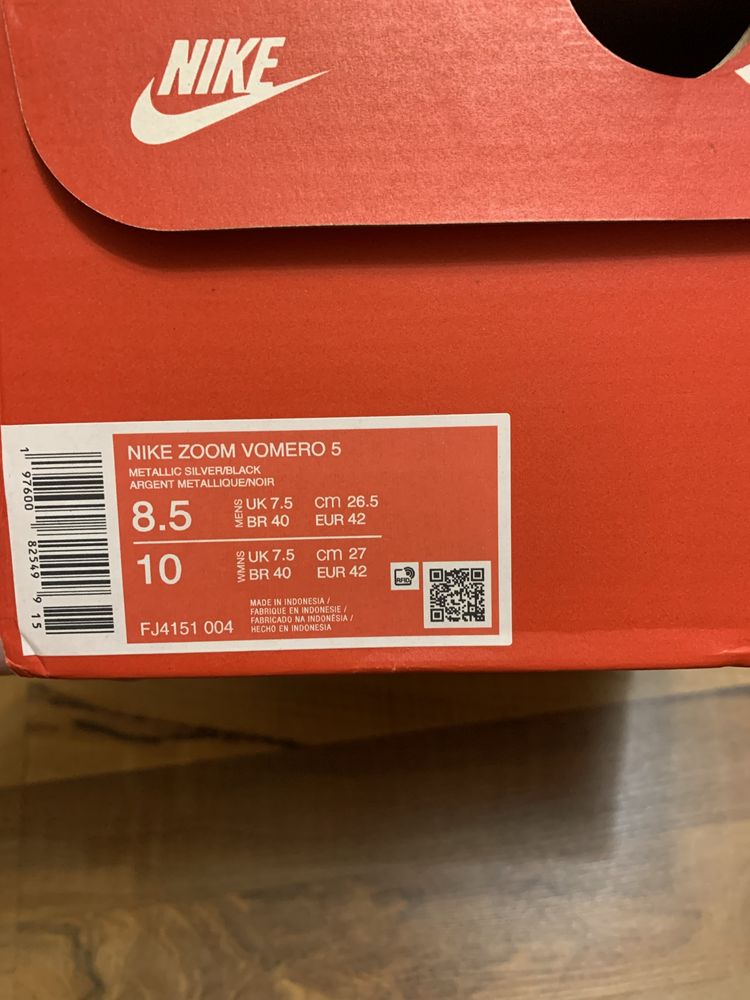 NIKE
NIKE ZOOM VOMERO 5
METALLIC SILVER/BLACK
ARGENT METALLIQUE/NOIR
8.5 MENS UK 7.5 cm 26.5
BR 40 EUR 42
10 WMNS UK 7.5 cm 27
BR 40 EUR 42
RFID
MADE IN INDONESIA /
FABRIQUE EN INDONESIE /
FABRICADO NA INDONÉSIA /
HECHO EN INDONESIA
FJ4151 004
1 97600 82549 9 15